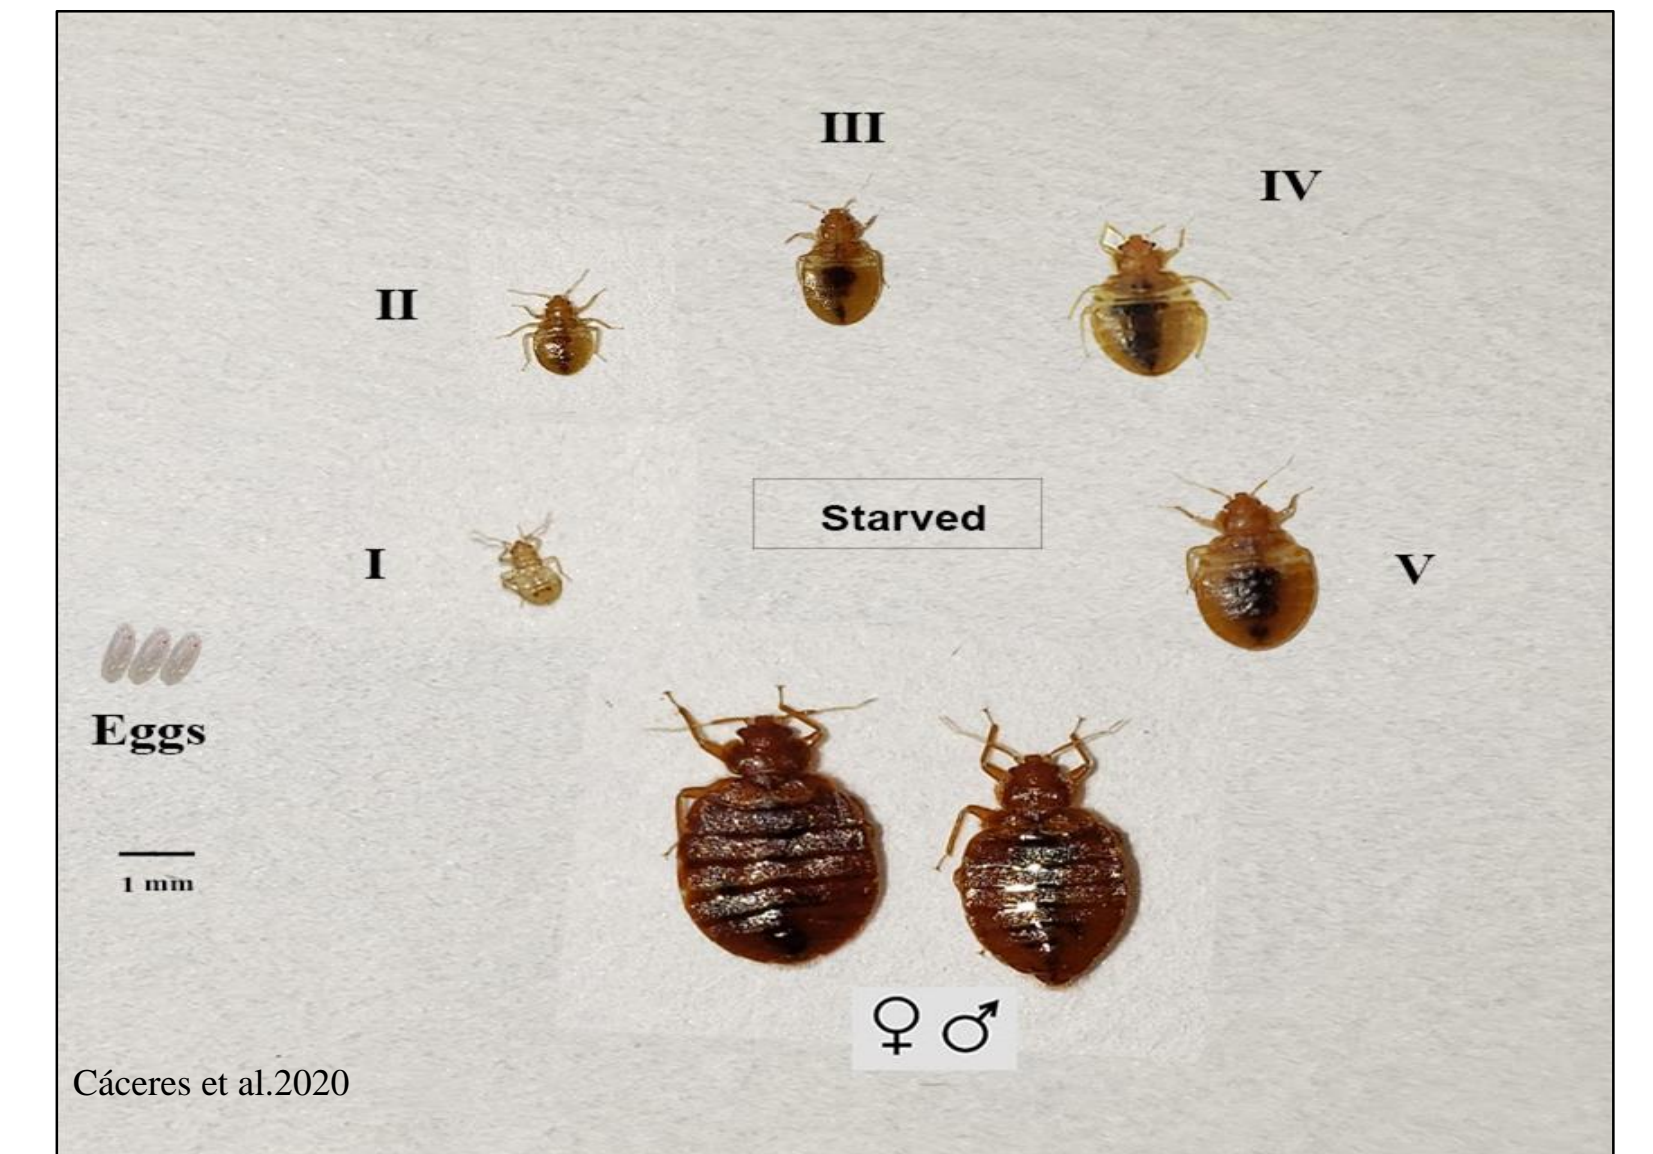 III
IV
II
Starved
I
V
Eggs
1 mm
♀ ♂
Cáceres et al.2020